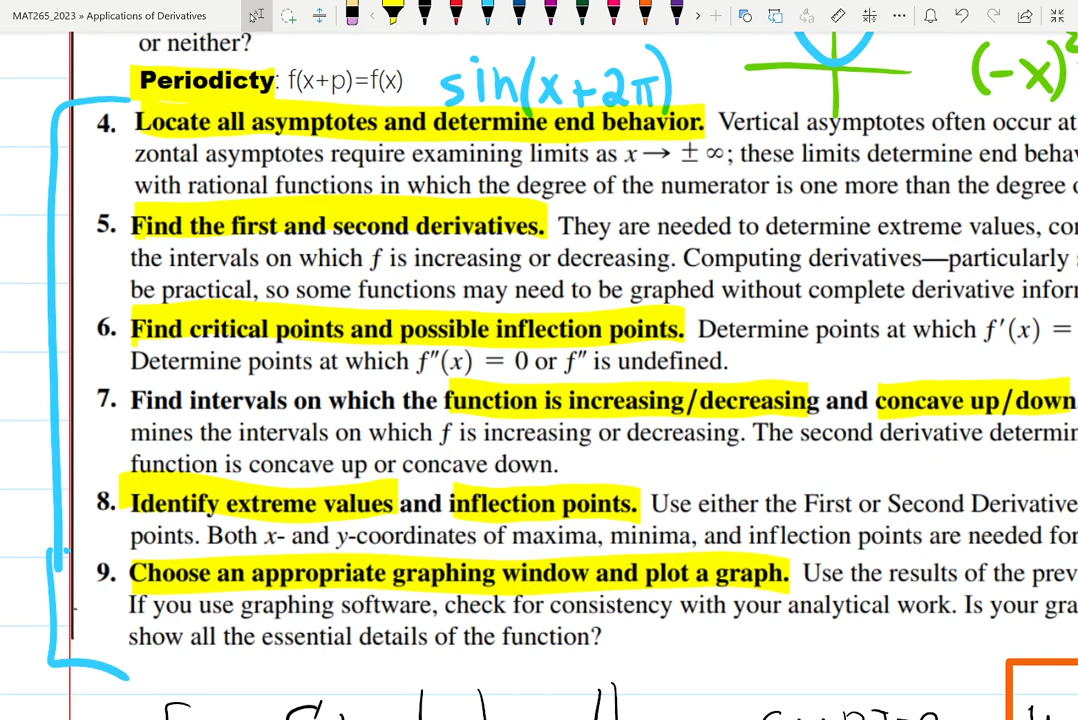 MAT265_2023 » Applications of Derivatives
or neither?
Periodicty: f(x+p)=f(x) sin(x+2π) (-x)
4. Locate all asymptotes and determine end behavior. Vertical asymptotes often occur at
zontal asymptotes require examining limits as x → ± ∞; these limits determine end beha
with rational functions in which the degree of the numerator is one more than the degree
5. Find the first and second derivatives. They are needed to determine extreme values, co
the intervals on which f is increasing or decreasing. Computing derivatives—particularly
be practical, so some functions may need to be graphed without complete derivative infor
6. Find critical points and possible inflection points. Determine points at which f′(x) =
Determine points at which f″(x) = 0 or f″ is undefined.
7. Find intervals on which the function is increasing/decreasing and concave up/down
mines the intervals on which f is increasing or decreasing. The second derivative determin
function is concave up or concave down.
8. Identify extreme values and inflection points. Use either the First or Second Derivative
points. Both x- and y-coordinates of maxima, minima, and inflection points are needed for
9. Choose an appropriate graphing window and plot a graph. Use the results of the prev
If you use graphing software, check for consistency with your analytical work. Is your gra
show all the essential details of the function?